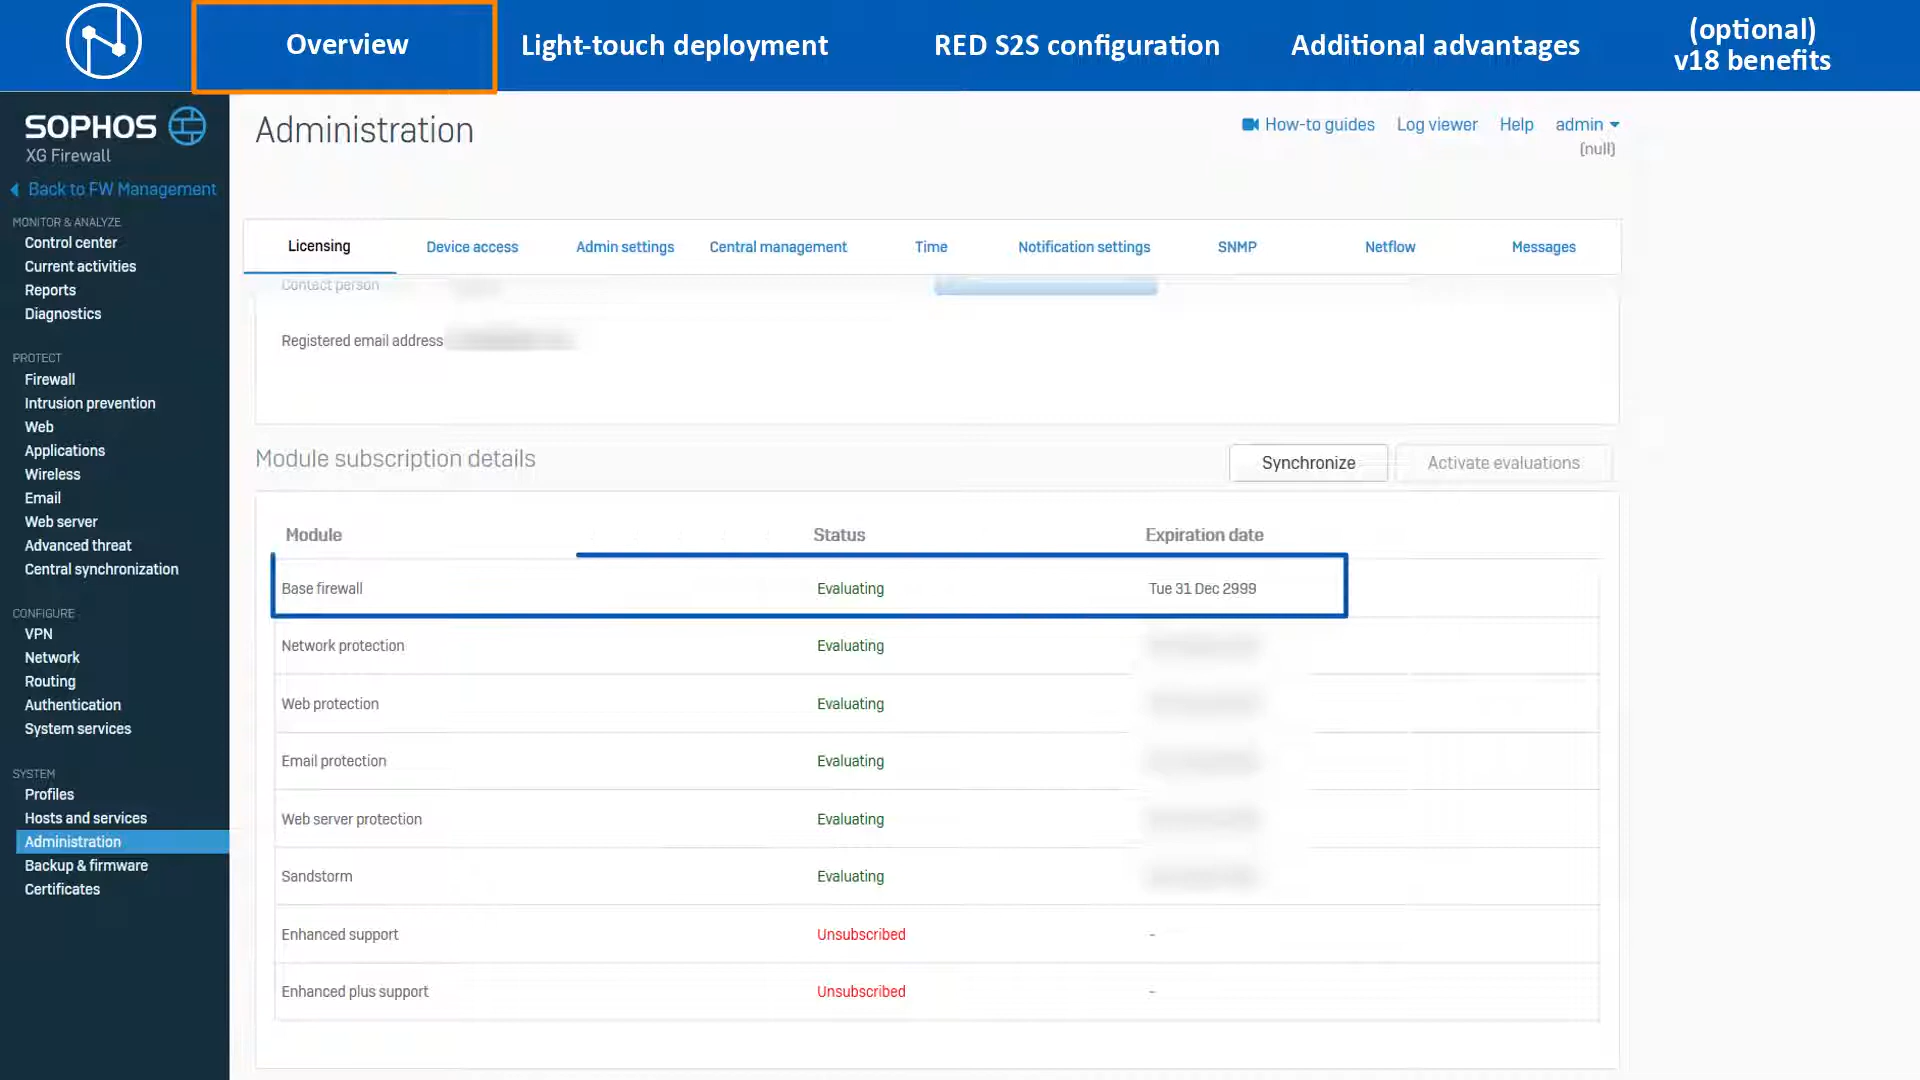 Overview
Light-touch deployment
RED S2S configuration
Additional advantages
(optional)
v18 benefits
SOPHOS
XG Firewall
Back to FW Management
MONITOR & ANALYZE
Control center
Current activities
Reports
Diagnostics
PROTECT
Firewall
Intrusion prevention
Web
Applications
Wireless
Email
Web server
Advanced threat
Central synchronization
CONFIGURE
VPN
Network
Routing
Authentication
System services
SYSTEM
Profiles
Hosts and services
Administration
Backup & firmware
Certificates
Administration
How-to guides
Log viewer
Help
admin
(null)
Licensing
Device access
Admin settings
Central management
Time
Notification settings
SNMP
Netflow
Messages
Contact person
Registered email address
Module subscription details
Synchronize
Activate evaluations
Module Status Expiration date
Base firewall Evaluating Tue 31 Dec 2999
Network protection Evaluating
Web protection Evaluating
Email protection Evaluating
Web server protection Evaluating
Sandstorm Evaluating
Enhanced support Unsubscribed -
Enhanced plus support Unsubscribed -